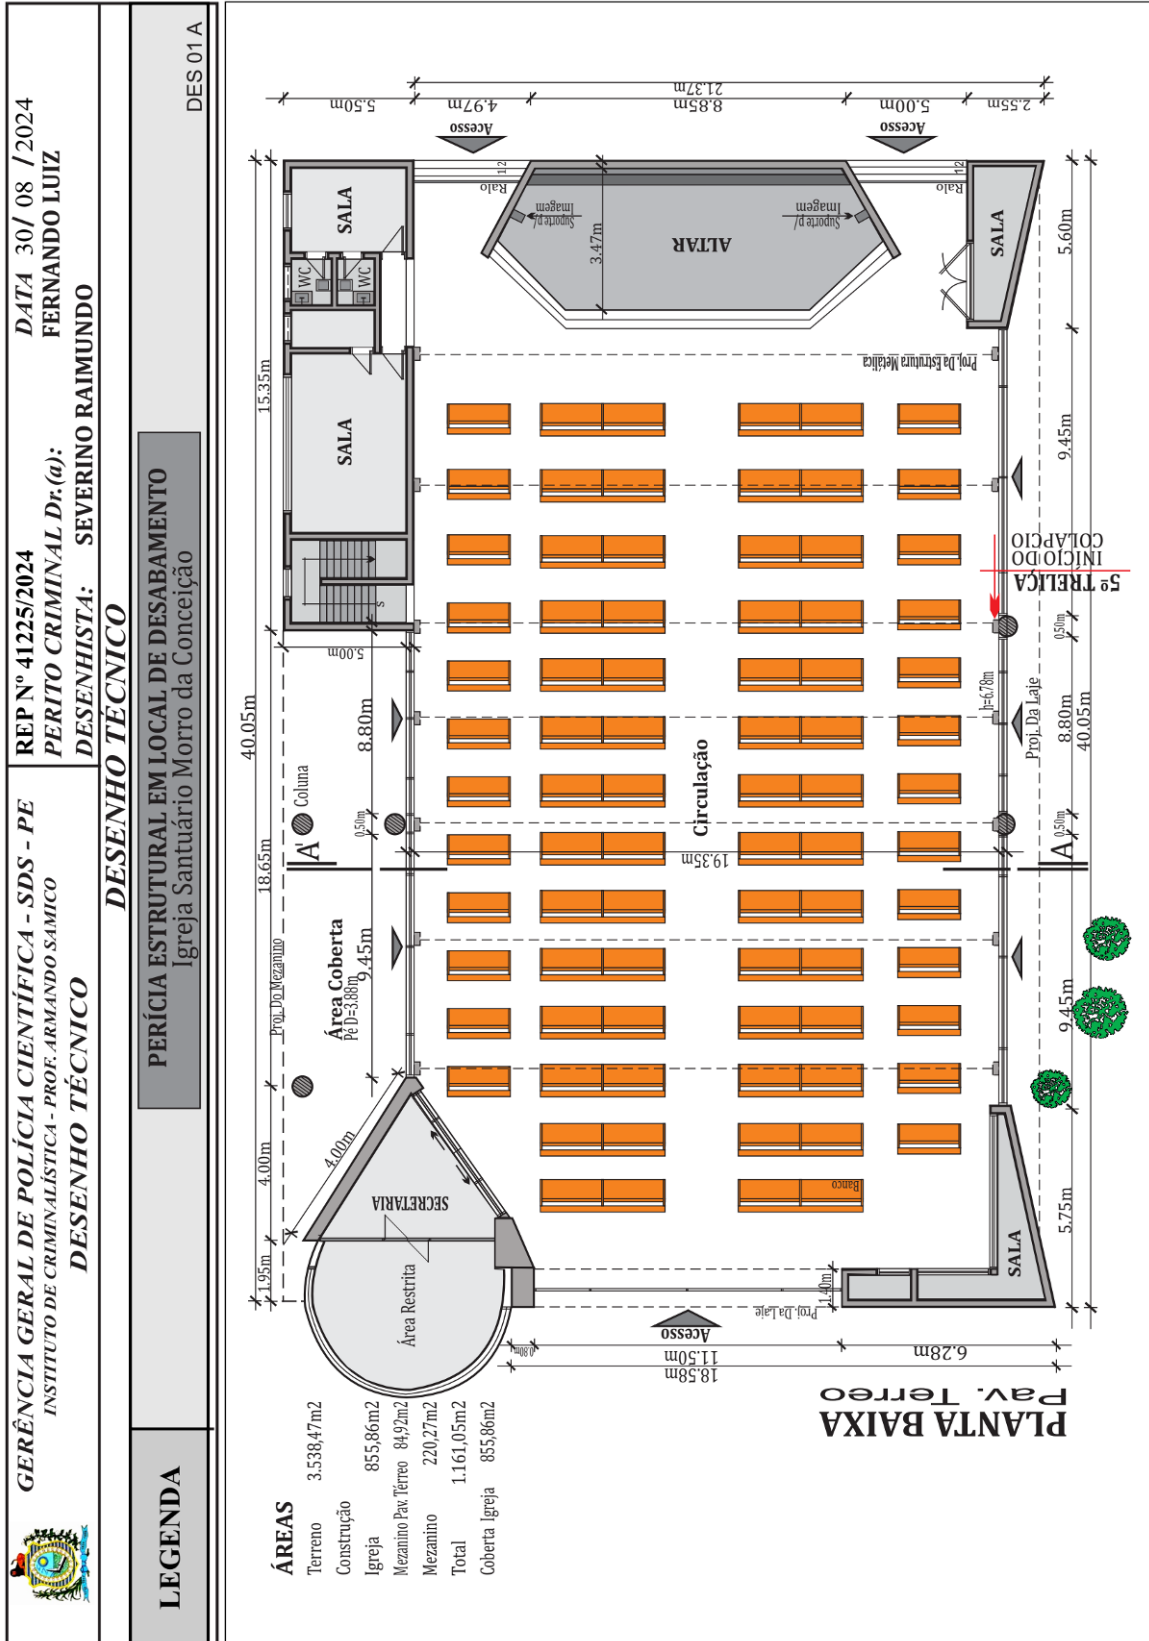 GERÊNCIA GERAL DE POLÍCIA CIENTÍFICA - SDS - PE
INSTITUTO DE CRIMINALÍSTICA - PROF. ARMANDO SAMICO
DESENHO TÉCNICO
REP Nº 41225/2024
DATA 30/ 08 / 2024
PERITO CRIMINAL Dr.(a):
FERNANDO LUIZ
DESENHISTA:
SEVERINO RAIMUNDO
DESENHO TÉCNICO
LEGENDA
PERÍCIA ESTRUTURAL EM LOCAL DE DESABAMENTO
Igreja Santuário Morro da Conceição
DES 01 A
40.05m
1.95m
4.00m
18.65m
15.35m
Proj. Do Mezanino
Coluna
A'
Área Coberta
Pé D=3.88m
9.45m
0,50m
8.80m
5.00m
4.00m
SECRETARIA
Área Restrita
S
SALA
WC
WC
SALA
5.50m
4.97m
8.85m
5.00m
2.55m
21.37m
Acesso
Acesso
Ralo
1.2
Ralo
1.2
Suporte p/
Imagem
Suporte p/
Imagem
3.47m
ALTAR
SALA
Proj. Da Estrutura Metálica
Circulação
19.35m
Banco
5º TRELIÇA
INÍCIO DO
COLAPCIO
h=6.78m
Proj. Da Laje
A
SALA
5.75m
9.45m
0,50m
8.80m
0,50m
9.45m
5.60m
40.05m
1.40m
Proj. Da Laje
Acesso
0.80m
11.50m
6.28m
18.58m
PLANTA BAIXA
Pav. Terreo
ÁREAS
Terreno 3.538,47m2
Construção
Igreja 855,86m2
Mezanino Pav. Térreo 84,92m2
Mezanino 220,27m2
Total 1.161,05m2
Coberta Igreja 855,86m2